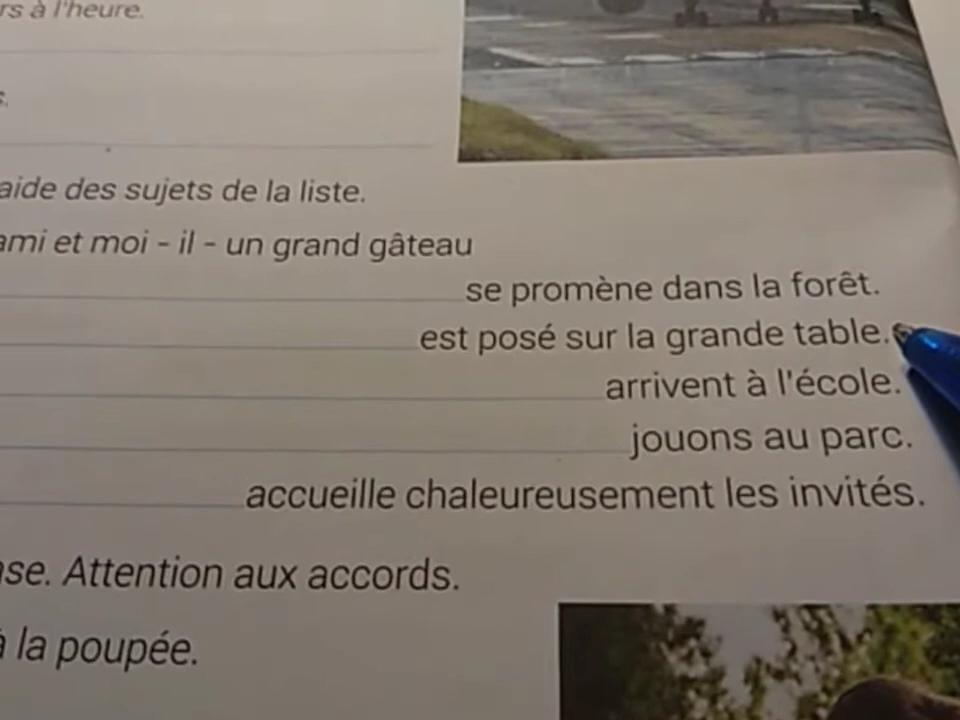 à l'heure.
aide des sujets de la liste.
ami et moi - il - un grand gâteau
se promène dans la forêt.
est posé sur la grande table.
arrivent à l'école.
jouons au parc.
accueille chaleureusement les invités.
Attention aux accords.
à la poupée.